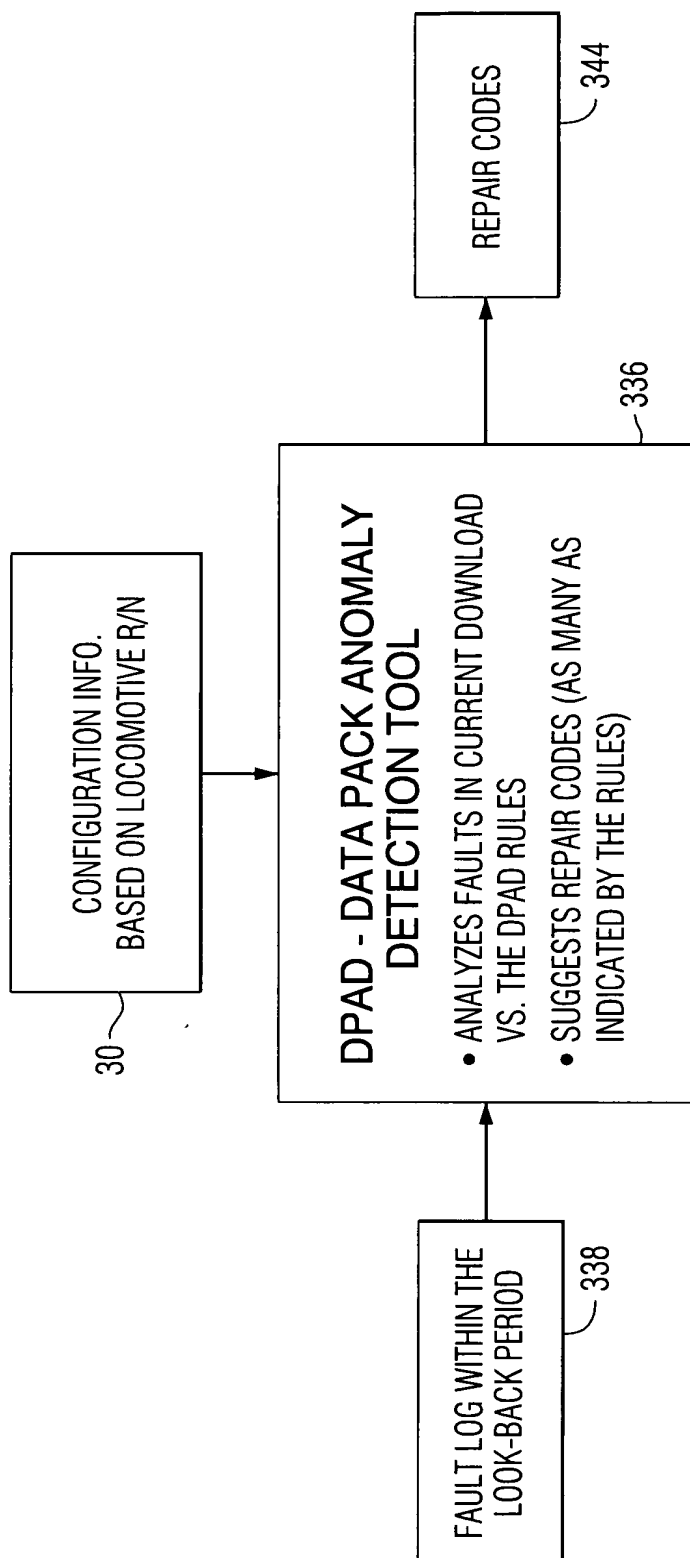 CONFIGURATION INFO.
BASED ON LOCOMOTIVE R/N
30
FAULT LOG WITHIN THE
LOOK-BACK PERIOD
338
DPAD - DATA PACK ANOMALY
DETECTION TOOL
• ANALYZES FAULTS IN CURRENT DOWNLOAD
VS. THE DPAD RULES
• SUGGESTS REPAIR CODES (AS MANY AS
INDICATED BY THE RULES)
336
REPAIR CODES
344